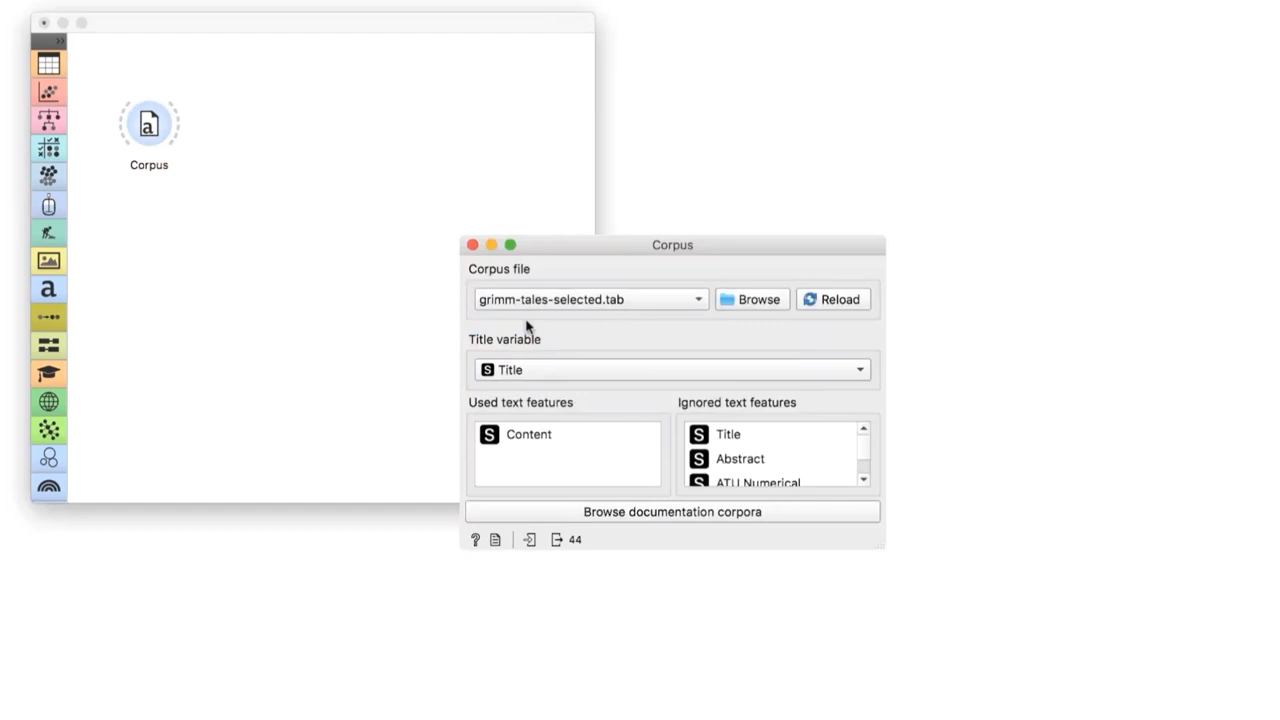 Corpus
Corpus
Corpus file
grimm-tales-selected.tab Browse Reload
Title variable
S Title
Used text features Ignored text features
S Content S Title
S Abstract
S ATU Numerical
Browse documentation corpora
? 44